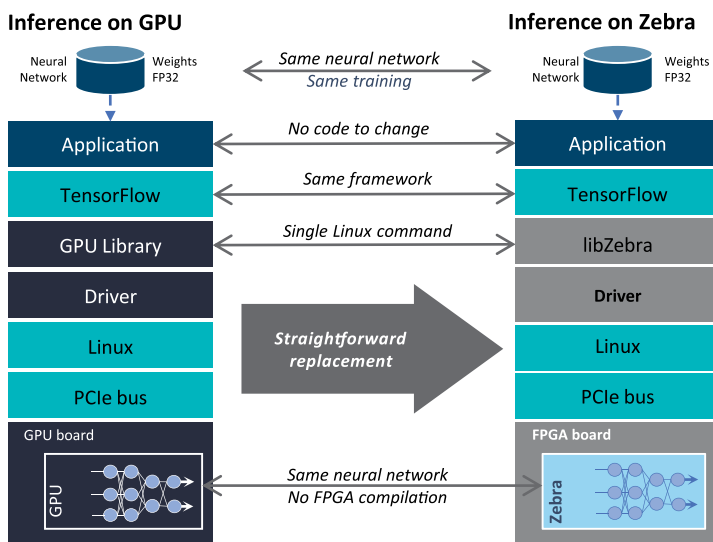 Inference on GPU
Inference on Zebra
Neural
Network
Weights
FP32
Same neural network
Same training
Neural
Network
Weights
FP32
Application
No code to change
Application
TensorFlow
Same framework
TensorFlow
GPU Library
Single Linux command
libZebra
Driver
Driver
Straightforward
replacement
Linux
Linux
PCIe bus
PCIe bus
GPU board
FPGA board
GPU
Same neural network
No FPGA compilation
Zebra